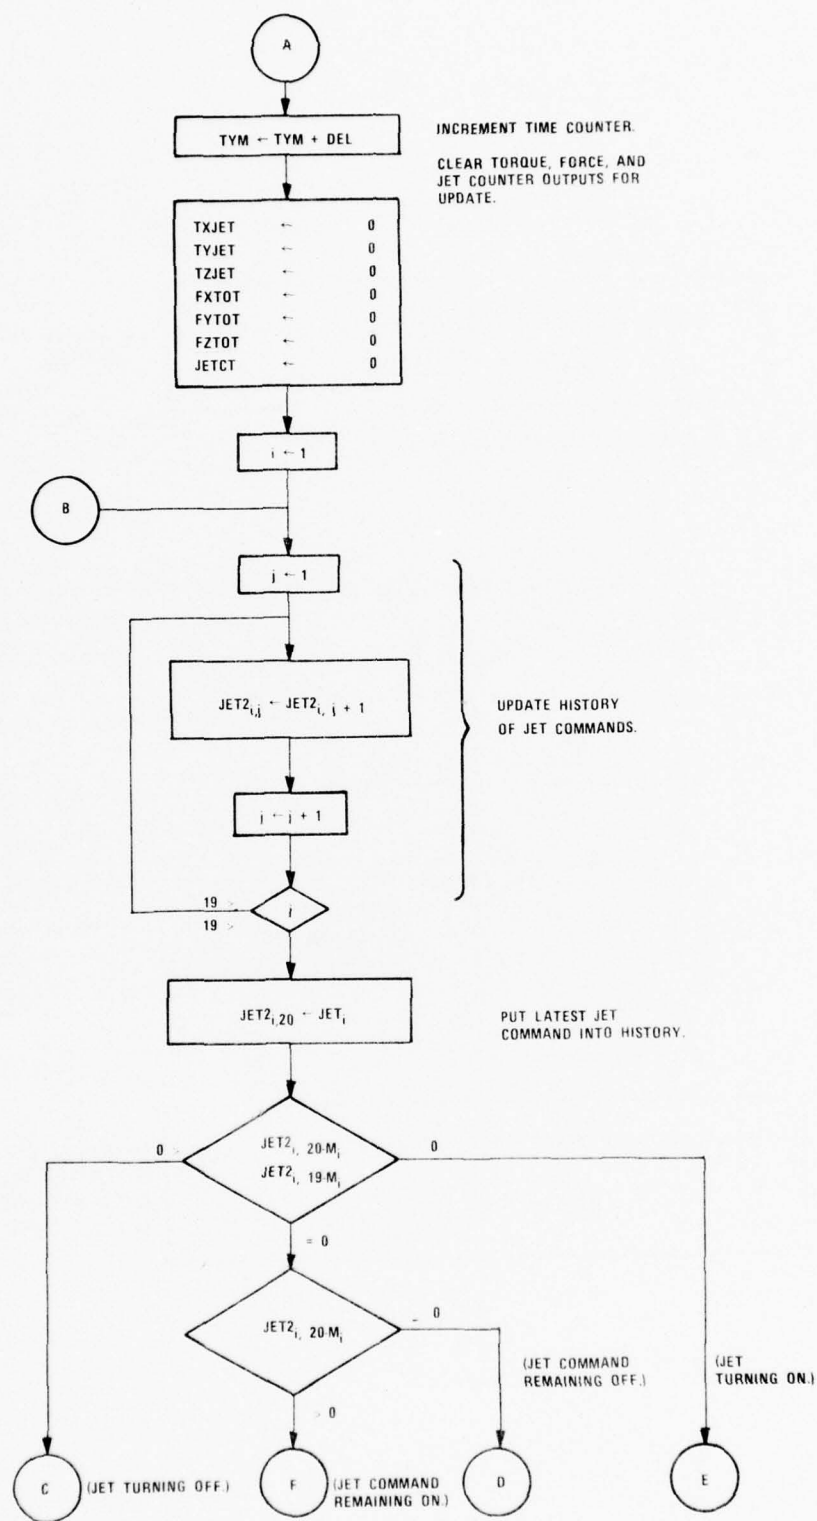 A
TYM ← TYM + DEL
INCREMENT TIME COUNTER.
CLEAR TORQUE, FORCE, AND
JET COUNTER OUTPUTS FOR
UPDATE.
TXJET ← 0
TYJET ← 0
TZJET ← 0
FXTOT ← 0
FYTOT ← 0
FZTOT ← 0
JETCT ← 0
i ← 1
B
j ← 1
JET2i,j ← JET2i, j + 1
UPDATE HISTORY
OF JET COMMANDS.
j ← j + 1
19 >
19 >
JET2i,20 ← JETi
PUT LATEST JET
COMMAND INTO HISTORY.
JET2i, 20-Mi
JET2i, 19-Mi
0 >
0
= 0
JET2i, 20-Mi
0
(JET COMMAND
REMAINING OFF.)
(JET
TURNING ON.)
> 0
C
(JET TURNING OFF.)
F
(JET COMMAND
REMAINING ON.)
D
E